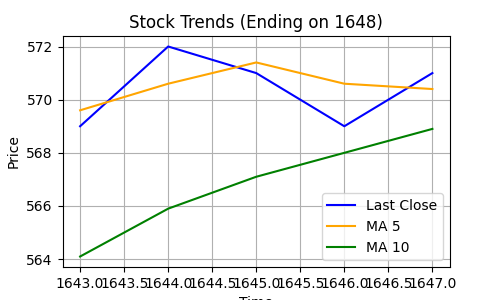 Stock Trends (Ending on 1648)
572
570
568
566
564
Price
Last Close
MA 5
MA 10
1643.0 1643.5 1644.0 1644.5 1645.0 1645.5 1646.0 1646.5 1647.0
Time